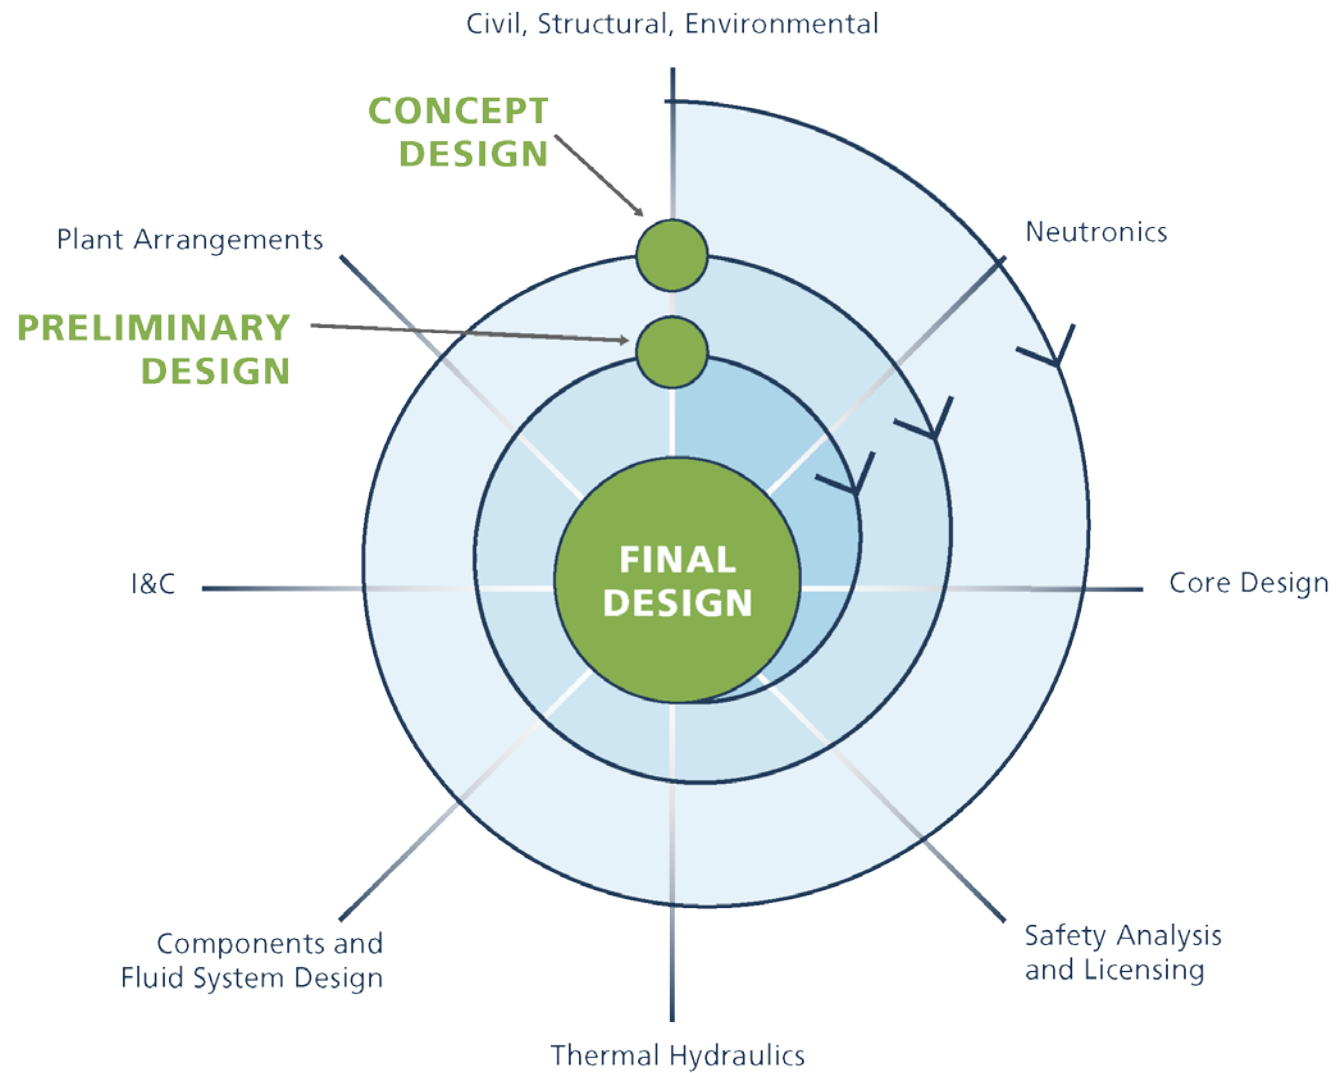 Civil, Structural, Environmental
CONCEPT
DESIGN
Plant Arrangements
Neutronics
PRELIMINARY
DESIGN
FINAL
DESIGN
I&C
Core Design
Components and
Fluid System Design
Safety Analysis
and Licensing
Thermal Hydraulics